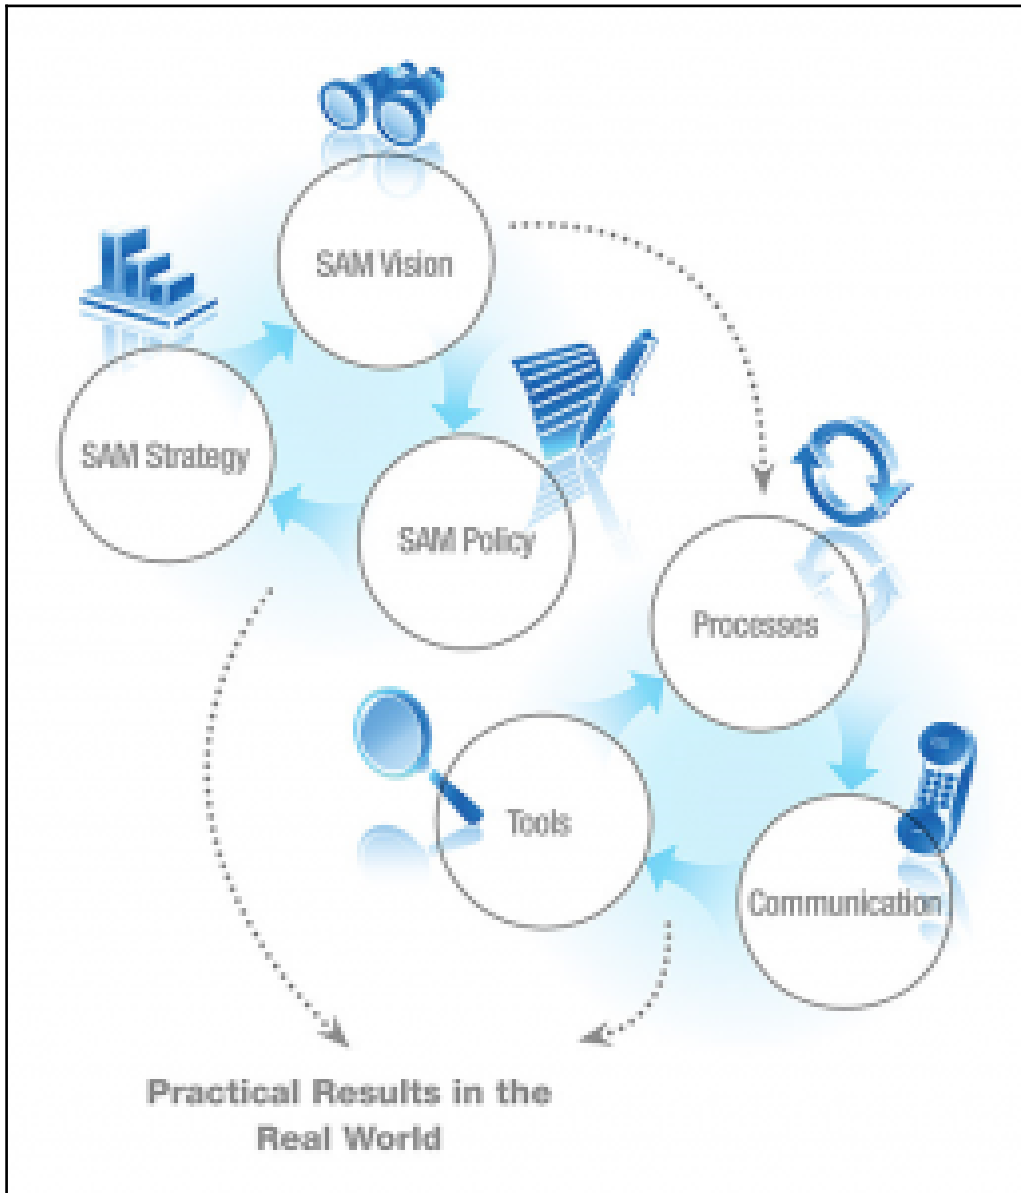 SAM Vision
SAM Strategy
SAM Policy
Processes
Tools
Communication
Practical Results in the
Real World